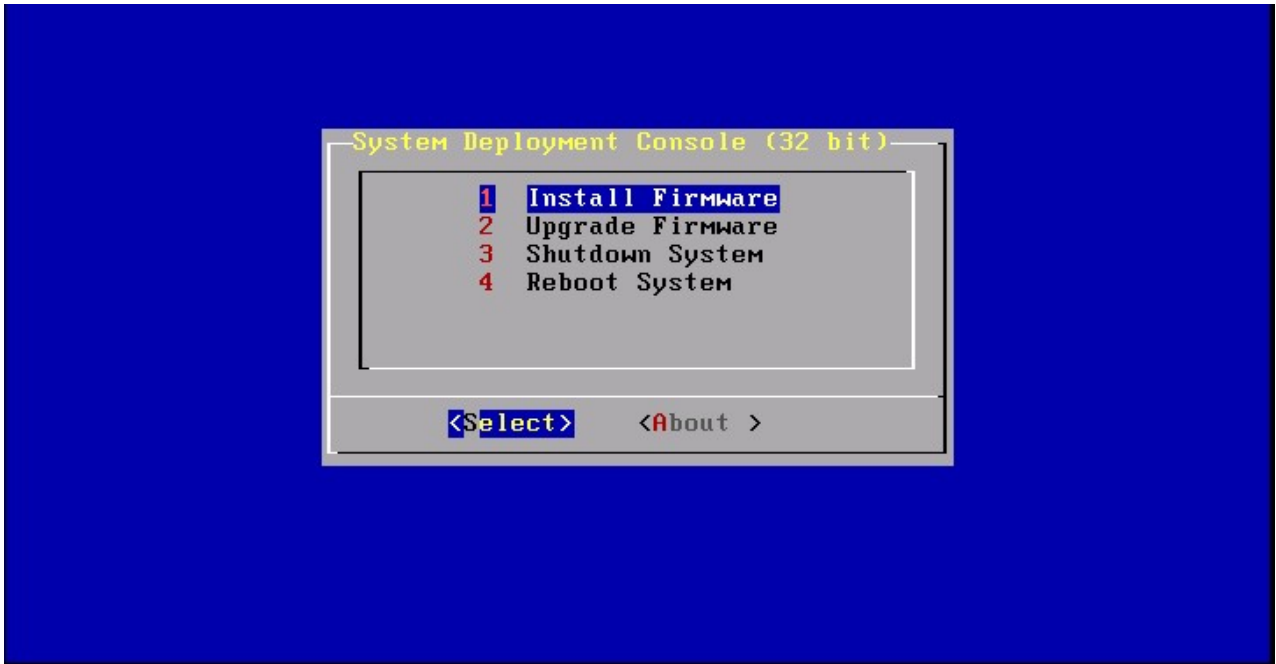 System Deployment Console (32 bit)
1 Install Firmware
2 Upgrade Firmware
3 Shutdown System
4 Reboot System
<Select> <About >